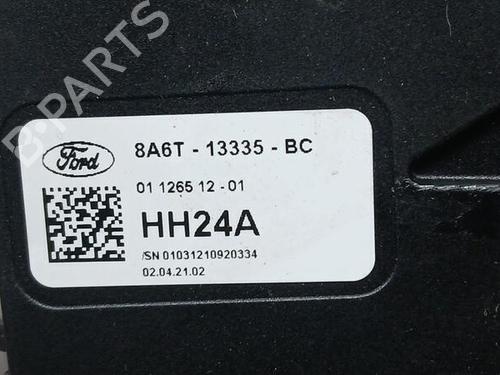 B-PARTS
Ford
8A6T - 13335 - BC
01 1265 12 - 01
HH24A
/SN 01031210920334
02.04.21.02